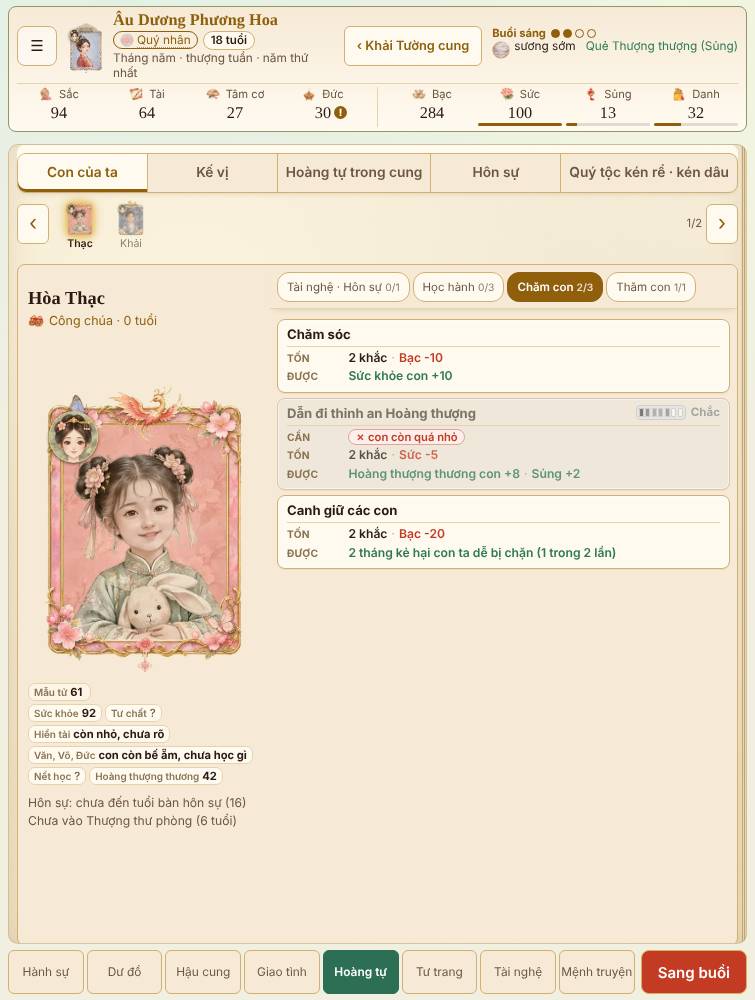 ☰
Âu Dương Phương Hoa
Quý nhân 18 tuổi
Tháng năm · thượng tuần · năm thứ nhất
‹ Khải Tường cung
Buổi sáng
sương sớm Quẻ Thượng thượng (Sủng)
Sắc Tài Tâm cơ Đức Bạc Sức Sủng Danh
94 64 27 30 ! 284 100 13 32
Con của ta Kế vị Hoàng tự trong cung Hôn sự Quý tộc kén rể · kén dâu
‹ › 1/2
Thạc Khải
Hòa Thạc
Công chúa · 0 tuổi
Mẫu tử 61
Sức khỏe 92 Tư chất ?
Hiển tài còn nhỏ, chưa rõ
Văn, Võ, Đức con còn bế ẵm, chưa học gì
Nết học ? Hoàng thượng thương 42
Hôn sự: chưa đến tuổi bàn hôn sự (16)
Chưa vào Thượng thư phòng (6 tuổi)
Tài nghệ · Hôn sự 0/1 Học hành 0/3 Chăm con 2/3 Thăm con 1/1
Chăm sóc
TỐN 2 khắc · Bạc -10
ĐƯỢC Sức khỏe con +10
Dẫn đi thỉnh an Hoàng thượng Chắc
CẦN × con còn quá nhỏ
TỐN 2 khắc · Sức -5
ĐƯỢC Hoàng thượng thương con +8 · Sủng +2
Canh giữ các con
TỐN 2 khắc · Bạc -20
ĐƯỢC 2 tháng kẻ hại con ta dễ bị chặn (1 trong 2 lần)
Hành sự Dư đồ Hậu cung Giao tình Hoàng tự Tư trang Tài nghệ Mệnh truyện Sang buổi